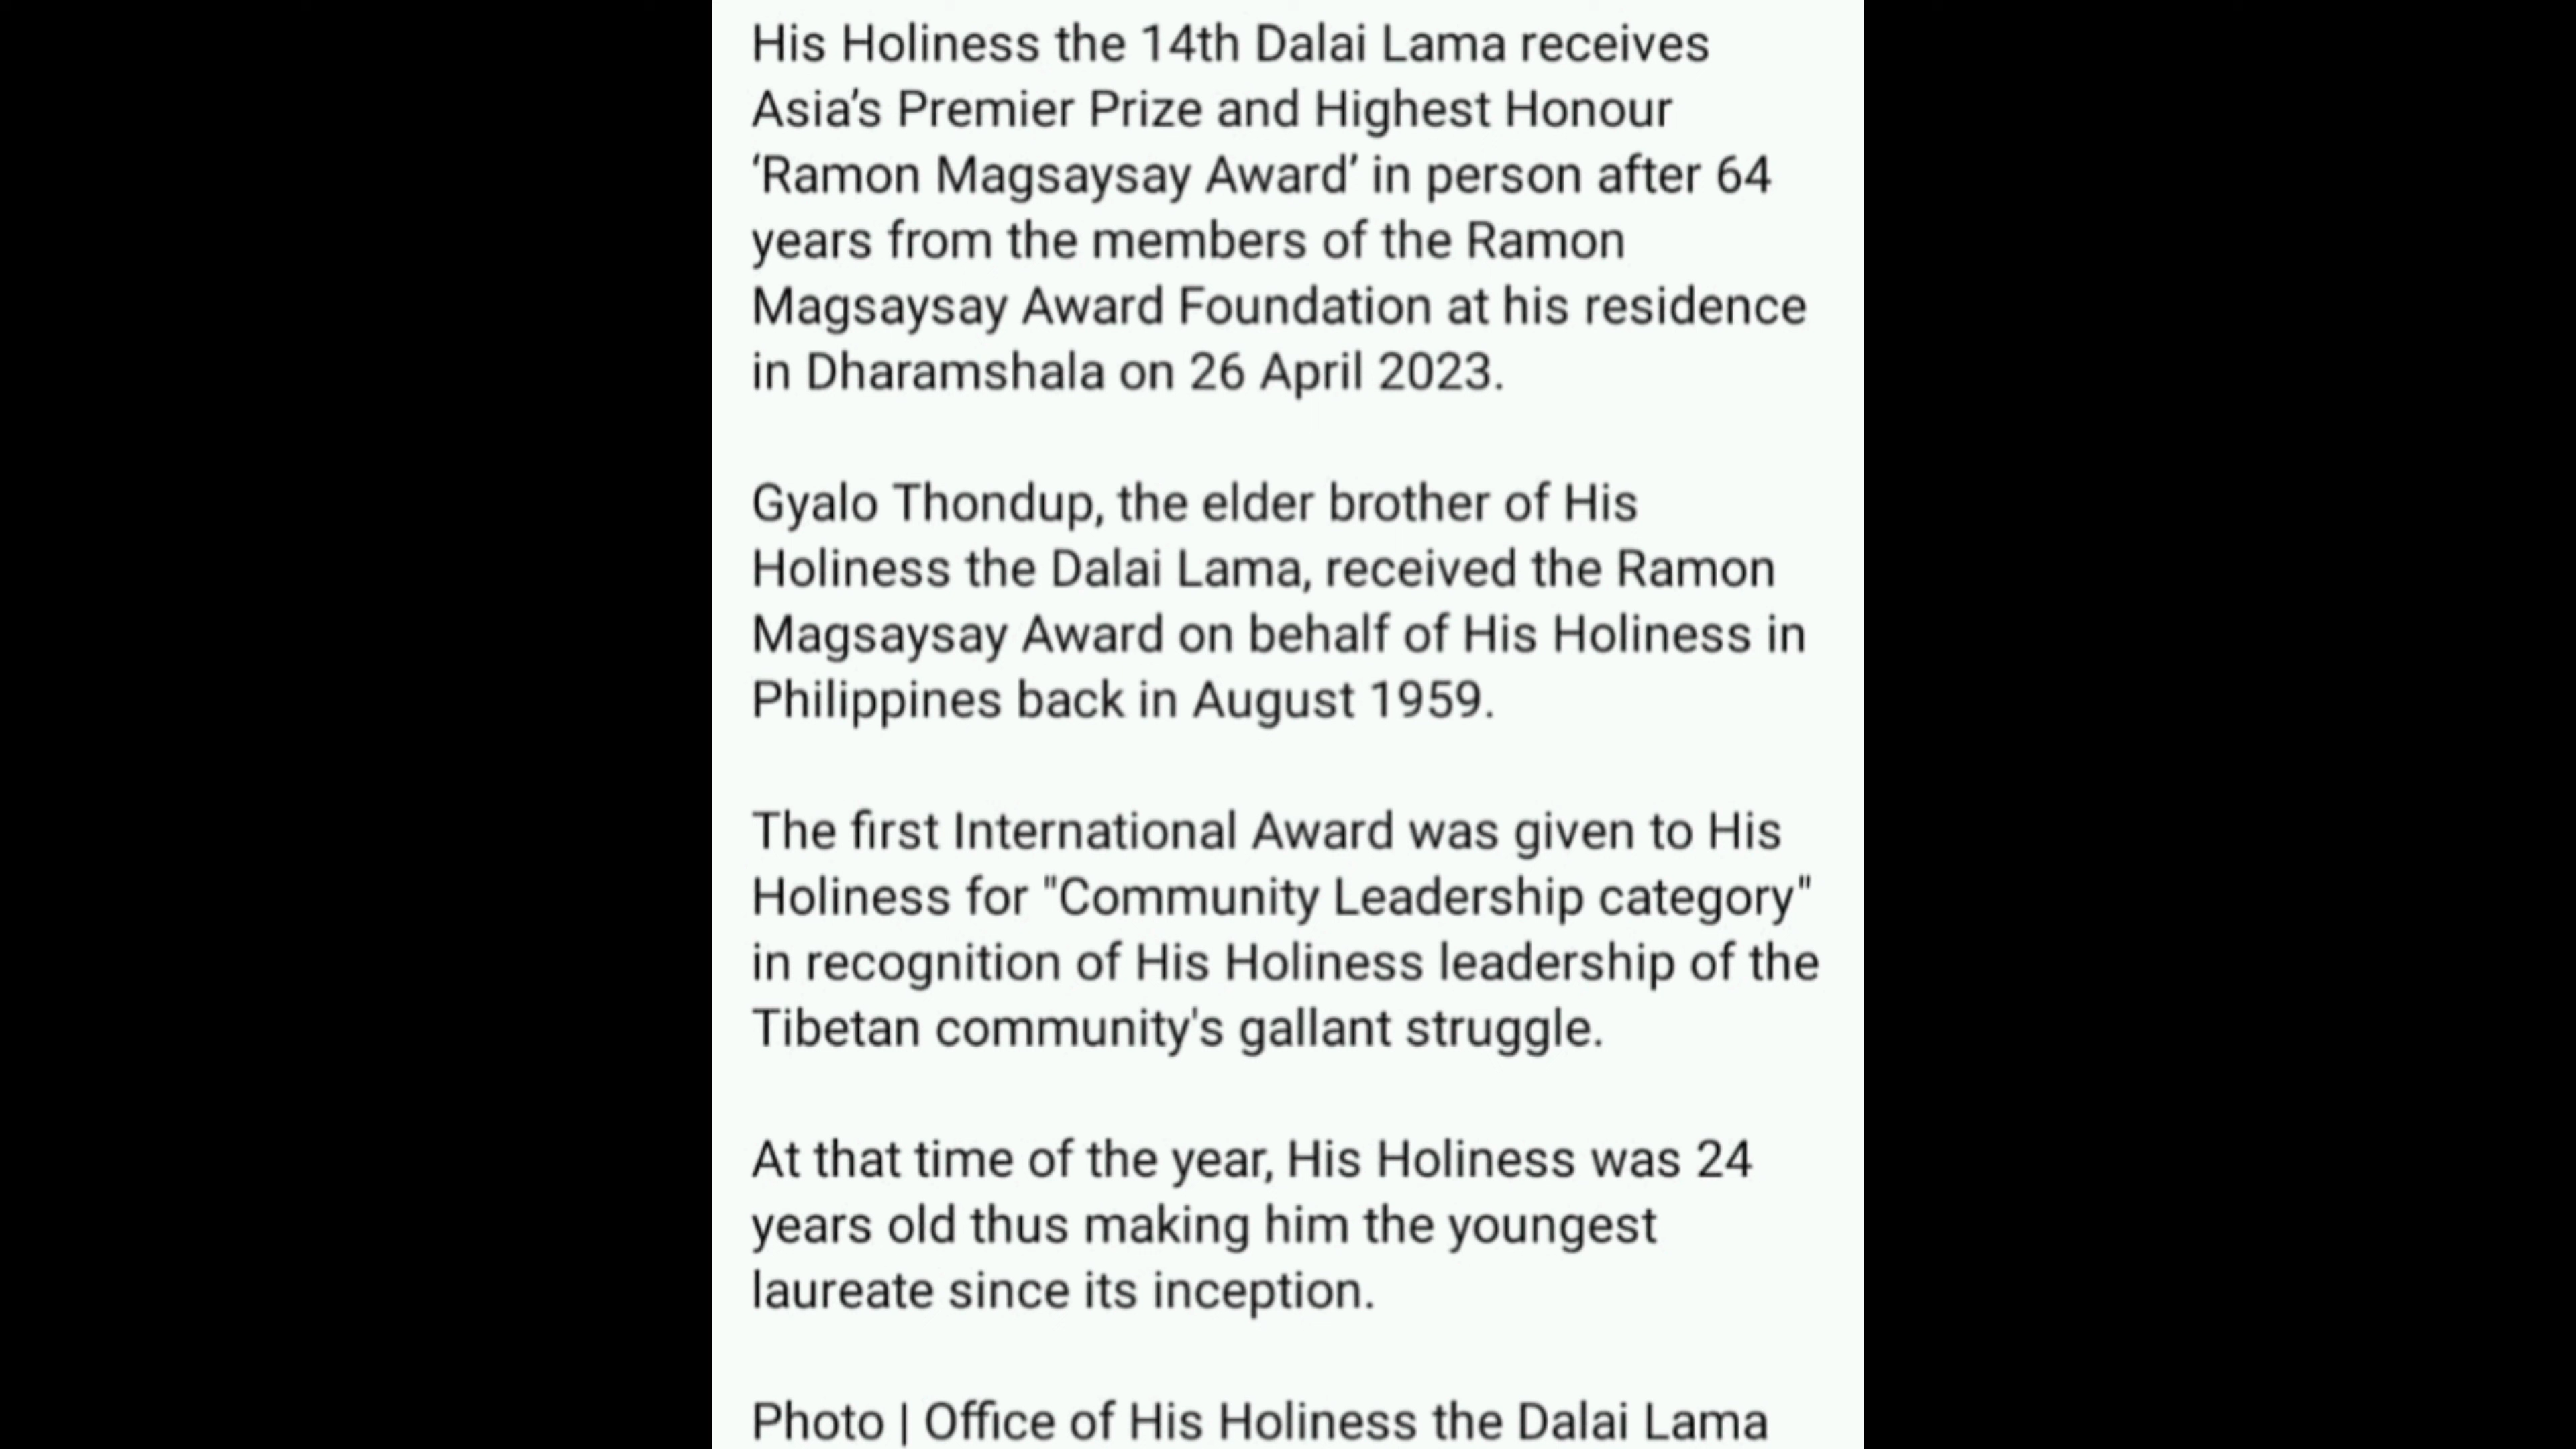 His Holiness the 14th Dalai Lama receives
Asia’s Premier Prize and Highest Honour
‘Ramon Magsaysay Award’ in person after 64
years from the members of the Ramon
Magsaysay Award Foundation at his residence
in Dharamshala on 26 April 2023.
Gyalo Thondup, the elder brother of His
Holiness the Dalai Lama, received the Ramon
Magsaysay Award on behalf of His Holiness in
Philippines back in August 1959.
The first International Award was given to His
Holiness for "Community Leadership category"
in recognition of His Holiness leadership of the
Tibetan community's gallant struggle.
At that time of the year, His Holiness was 24
years old thus making him the youngest
laureate since its inception.
Photo | Office of His Holiness the Dalai Lama